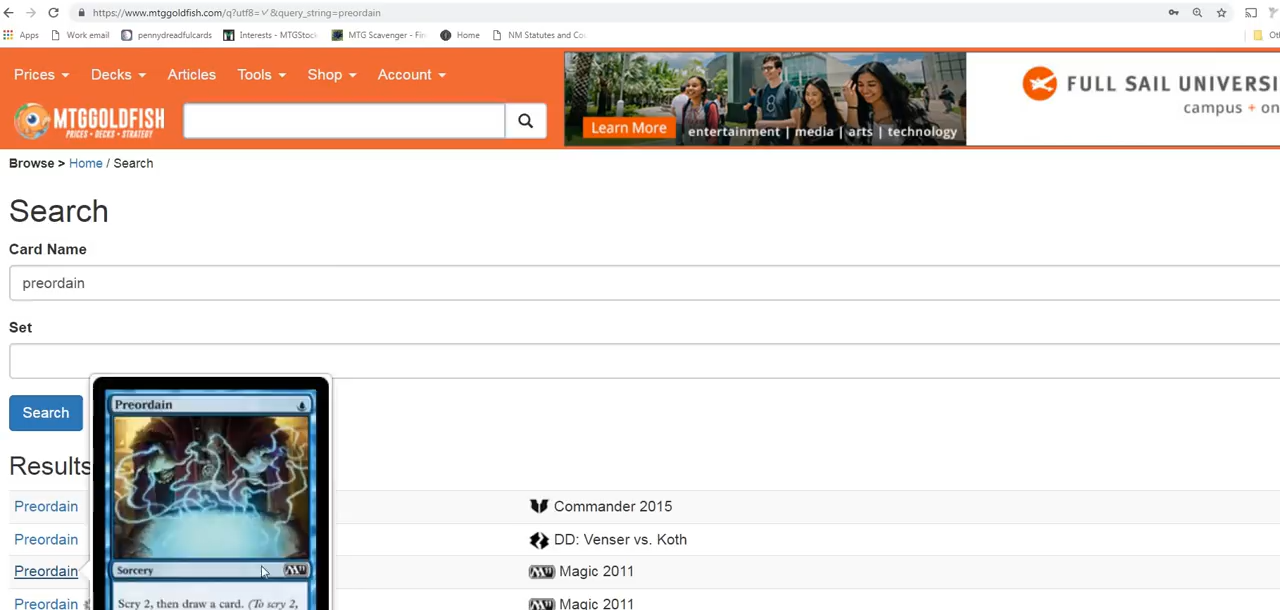 https://www.mtggoldfish.com/q?utf8=✓&query_string=preordain
Apps Work email pennydreadfulcards Interests - MTGStock MTG Scavenger - Fir Home NM Statutes and Co
Prices Decks Articles Tools Shop Account
MTGGOLDFISH
PRICES • DECKS • STRATEGY
Learn More entertainment | media | arts | technology
FULL SAIL UNIVERSI
campus + on
Browse > Home / Search
Search
Card Name
preordain
Set
Search
Preordain
Results
Preordain Commander 2015
Preordain DD: Venser vs. Koth
Preordain Sorcery Magic 2011
Preordain Magic 2011
Scry 2, then draw a card. (To scry 2,